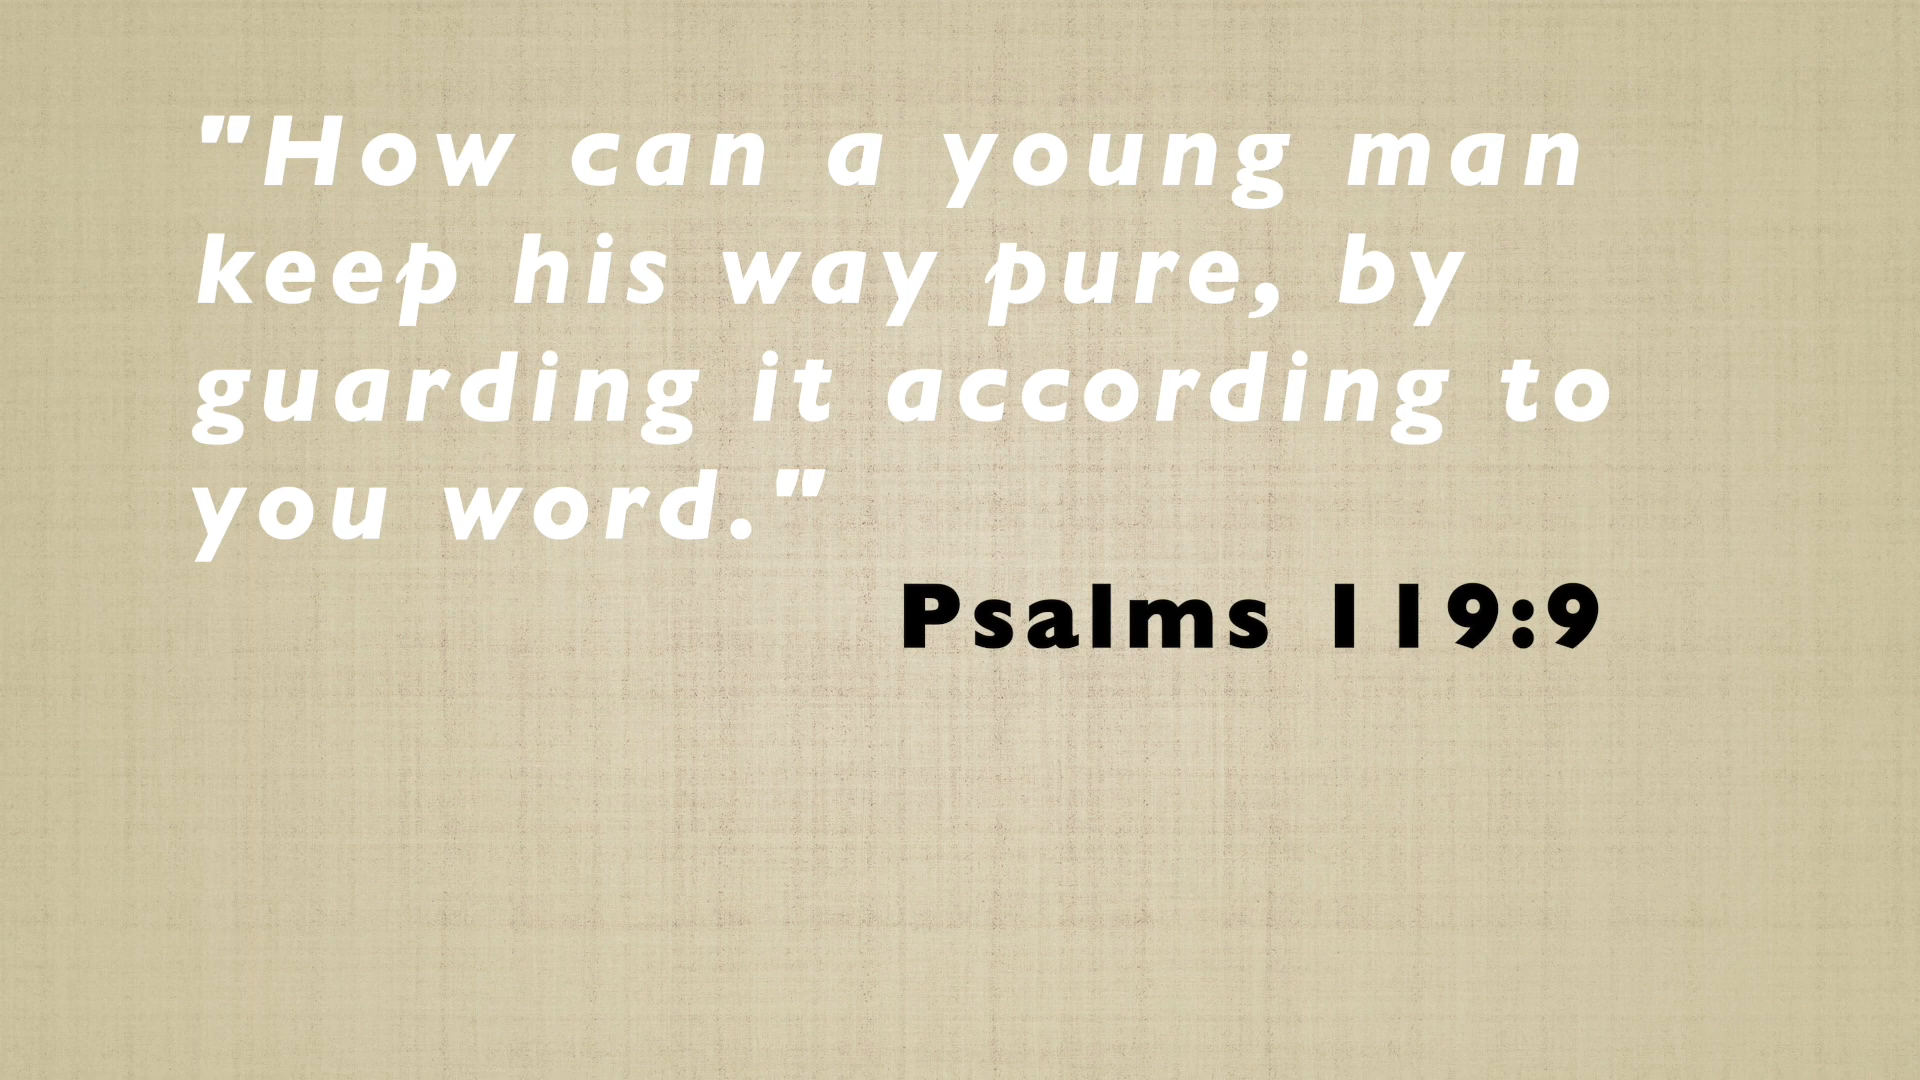 "How can a young man
keep his way pure, by
guarding it according to
you word."
Psalms 119:9